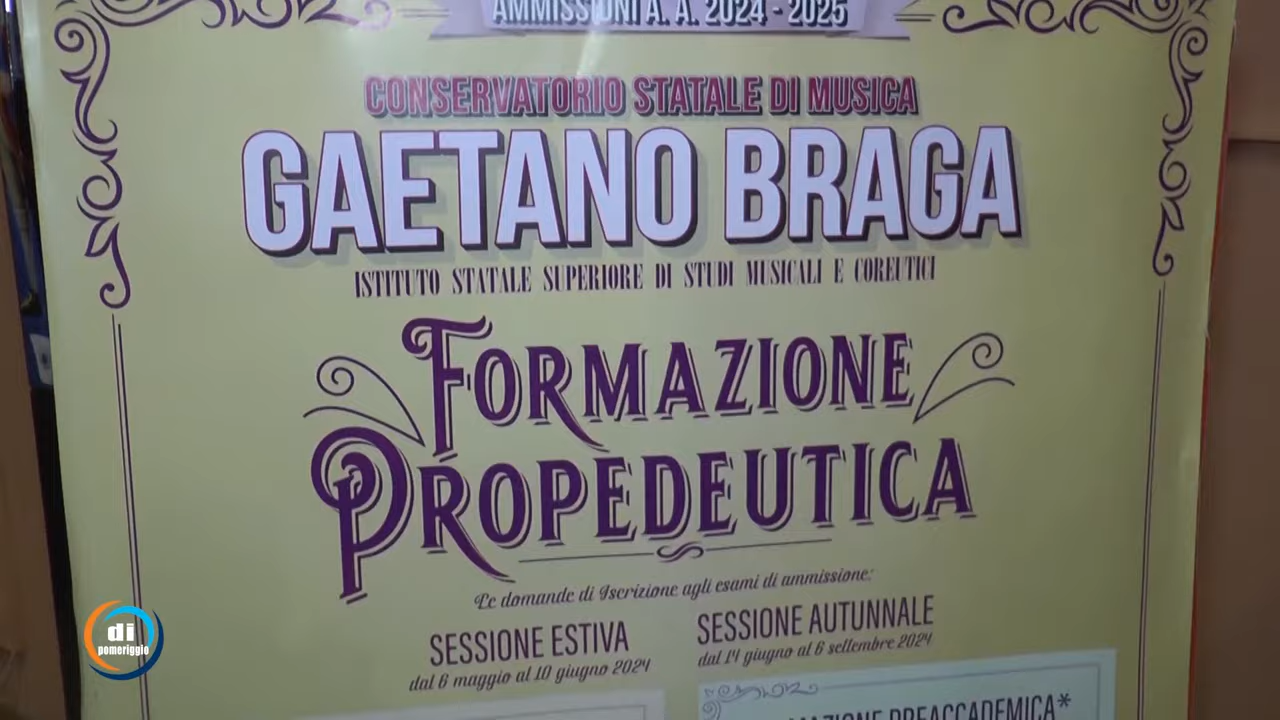 AMMISSIONI A. A. 2024 - 2025
CONSERVATORIO STATALE DI MUSICA
GAETANO BRAGA
ISTITUTO STATALE SUPERIORE DI STUDI MUSICALI E COREUTICI
FORMAZIONE
PROPEDEUTICA
Le domande di Iscrizione agli esami di ammissione:
SESSIONE ESTIVA
dal 6 maggio al 10 giugno 2024
SESSIONE AUTUNNALE
dal 14 giugno al 6 settembre 2024
PREACCADEMICA*
di
pomeriggio